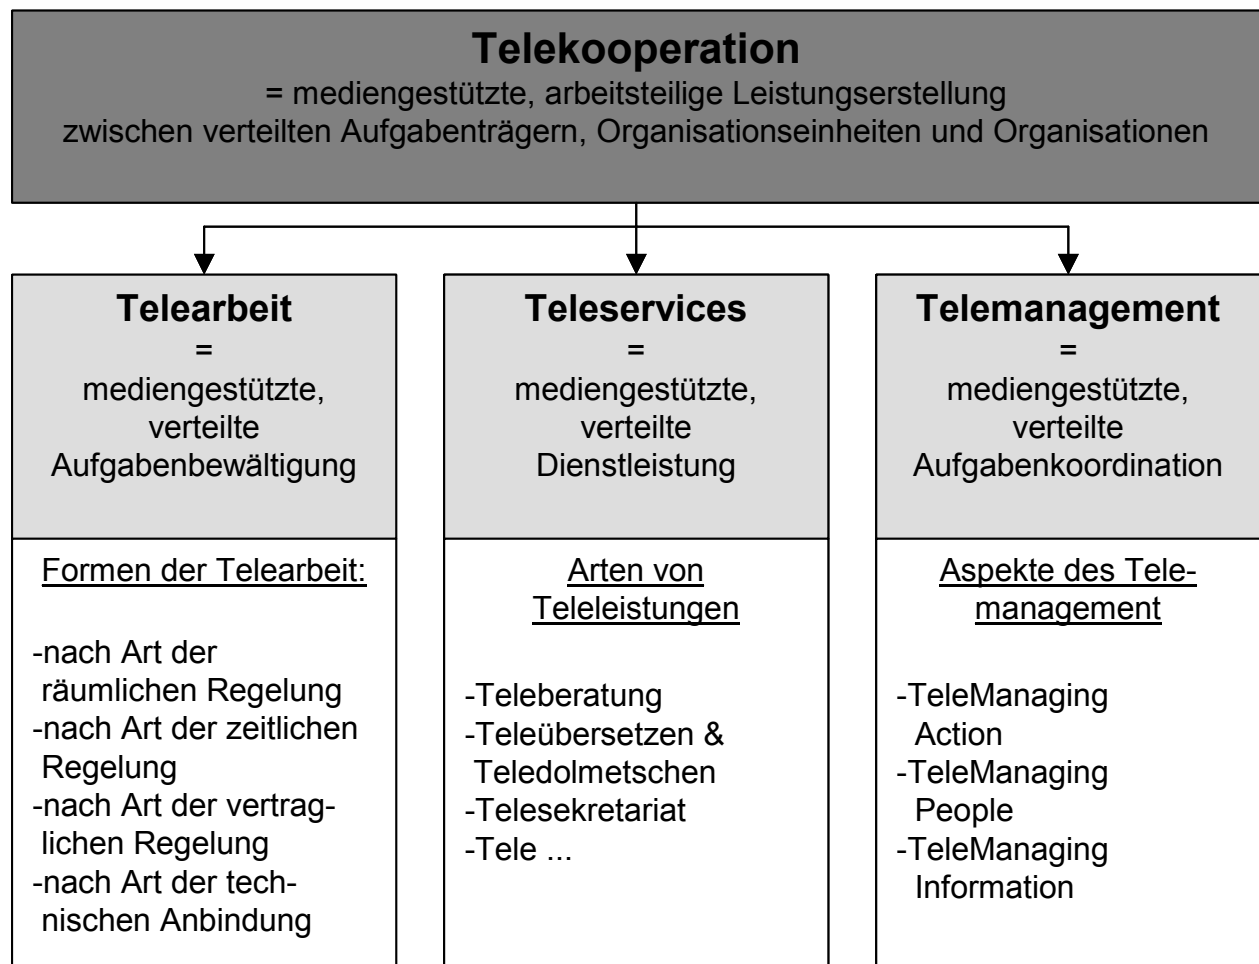 Telekooperation
= mediengestützte, arbeitsteilige Leistungserstellung
zwischen verteilten Aufgabenträgern, Organisationseinheiten und Organisationen
Telearbeit
=
mediengestützte,
verteilte
Aufgabenbewältigung
Formen der Telearbeit:
-nach Art der
räumlichen Regelung
-nach Art der zeitlichen
Regelung
-nach Art der vertrag-
lichen Regelung
-nach Art der tech-
nischen Anbindung
Teleservices
=
mediengestützte,
verteilte
Dienstleistung
Arten von
Teleleistungen
-Teleberatung
-Teleübersetzen &
Teledolmetschen
-Telesekretariat
-Tele ...
Telemanagement
=
mediengestützte,
verteilte
Aufgabenkoordination
Aspekte des Tele-
management
-TeleManaging
Action
-TeleManaging
People
-TeleManaging
Information